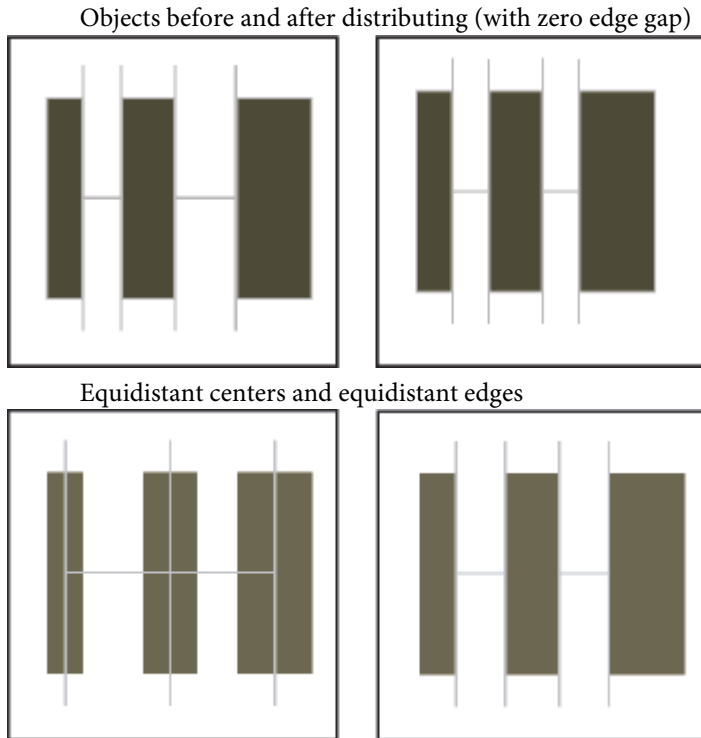 Objects before and after distributing (with zero edge gap)
Equidistant centers and equidistant edges